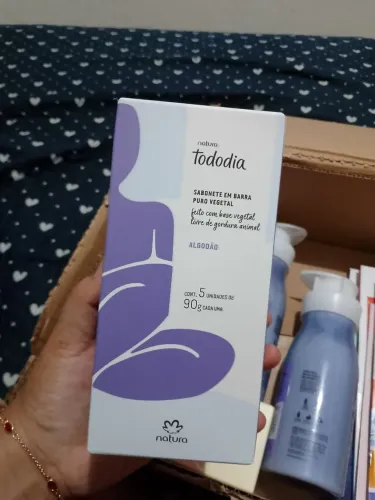 natura
tododia
SABONETE EM BARRA
PURO VEGETAL
feito com base vegetal,
livre de gordura animal
ALGODÃO
CONT. 5 UNIDADES DE
90g CADA UMA
natura